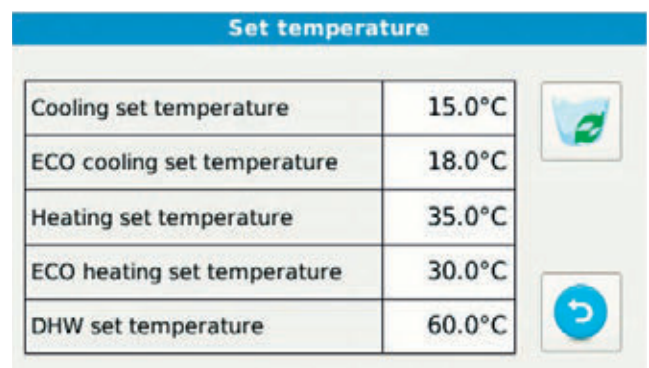 Set temperature
Cooling set temperature 15.0°C
ECO cooling set temperature 18.0°C
Heating set temperature 35.0°C
ECO heating set temperature 30.0°C
DHW set temperature 60.0°C